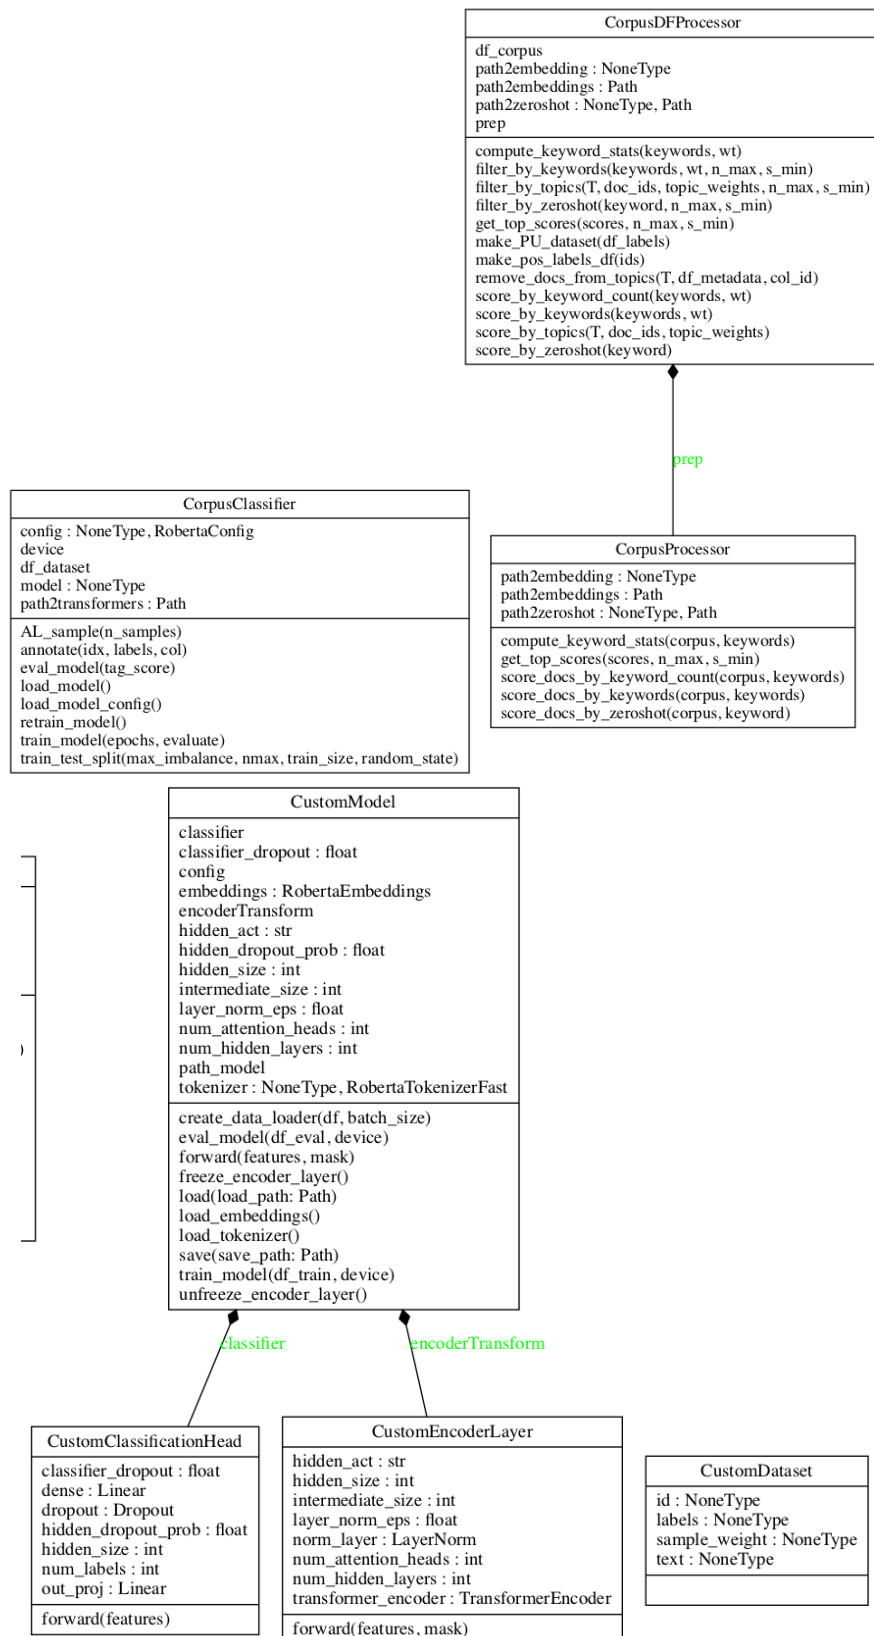 CorpusDFProcessor
df_corpus
path2embedding : NoneType
path2embeddings : Path
path2zeroshot : NoneType, Path
prep
compute_keyword_stats(keywords, wt)
filter_by_keywords(keywords, wt, n_max, s_min)
filter_by_topics(T, doc_ids, topic_weights, n_max, s_min)
filter_by_zeroshot(keyword, n_max, s_min)
get_top_scores(scores, n_max, s_min)
make_PU_dataset(df_labels)
make_pos_labels_df(ids)
remove_docs_from_topics(T, df_metadata, col_id)
score_by_keyword_count(keywords, wt)
score_by_keywords(keywords, wt)
score_by_topics(T, doc_ids, topic_weights)
score_by_zeroshot(keyword)
prep
CorpusClassifier
config : NoneType, RobertaConfig
device
df_dataset
model : NoneType
path2transformers : Path
AL_sample(n_samples)
annotate(idx, labels, col)
eval_model(tag_score)
load_model()
load_model_config()
retrain_model()
train_model(epochs, evaluate)
train_test_split(max_imbalance, nmax, train_size, random_state)
CorpusProcessor
path2embedding : NoneType
path2embeddings : Path
path2zeroshot : NoneType, Path
compute_keyword_stats(corpus, keywords)
get_top_scores(scores, n_max, s_min)
score_docs_by_keyword_count(corpus, keywords)
score_docs_by_keywords(corpus, keywords)
score_docs_by_zeroshot(corpus, keyword)
)
CustomModel
classifier
classifier_dropout : float
config
embeddings : RobertaEmbeddings
encoderTransform
hidden_act : str
hidden_dropout_prob : float
hidden_size : int
intermediate_size : int
layer_norm_eps : float
num_attention_heads : int
num_hidden_layers : int
path_model
tokenizer : NoneType, RobertaTokenizerFast
create_data_loader(df, batch_size)
eval_model(df_eval, device)
forward(features, mask)
freeze_encoder_layer()
load(load_path: Path)
load_embeddings()
load_tokenizer()
save(save_path: Path)
train_model(df_train, device)
unfreeze_encoder_layer()
classifier
encoderTransform
CustomClassificationHead
classifier_dropout : float
dense : Linear
dropout : Dropout
hidden_dropout_prob : float
hidden_size : int
num_labels : int
out_proj : Linear
forward(features)
CustomEncoderLayer
hidden_act : str
hidden_size : int
intermediate_size : int
layer_norm_eps : float
norm_layer : LayerNorm
num_attention_heads : int
num_hidden_layers : int
transformer_encoder : TransformerEncoder
forward(features, mask)
CustomDataset
id : NoneType
labels : NoneType
sample_weight : NoneType
text : NoneType